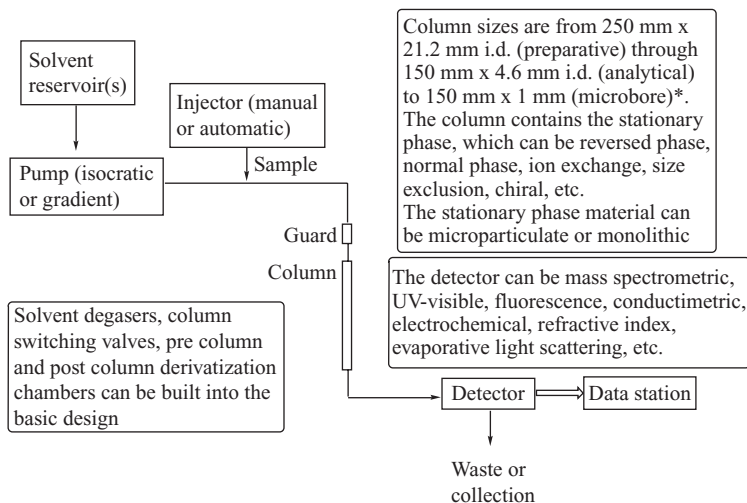 Solvent
reservoir(s)
Injector (manual
or automatic)
Pump (isocratic
or gradient)
Sample
Guard
Column
Column sizes are from 250 mm x
21.2 mm i.d. (preparative) through
150 mm x 4.6 mm i.d. (analytical)
to 150 mm x 1 mm (microbore)*.
The column contains the stationary
phase, which can be reversed phase,
normal phase, ion exchange, size
exclusion, chiral, etc.
The stationary phase material can
be microparticulate or monolithic
The detector can be mass spectrometric,
UV-visible, fluorescence, conductimetric,
electrochemical, refractive index,
evaporative light scattering, etc.
Solvent degasers, column
switching valves, pre column
and post column derivatization
chambers can be built into the
basic design
Detector
Data station
Waste or
collection